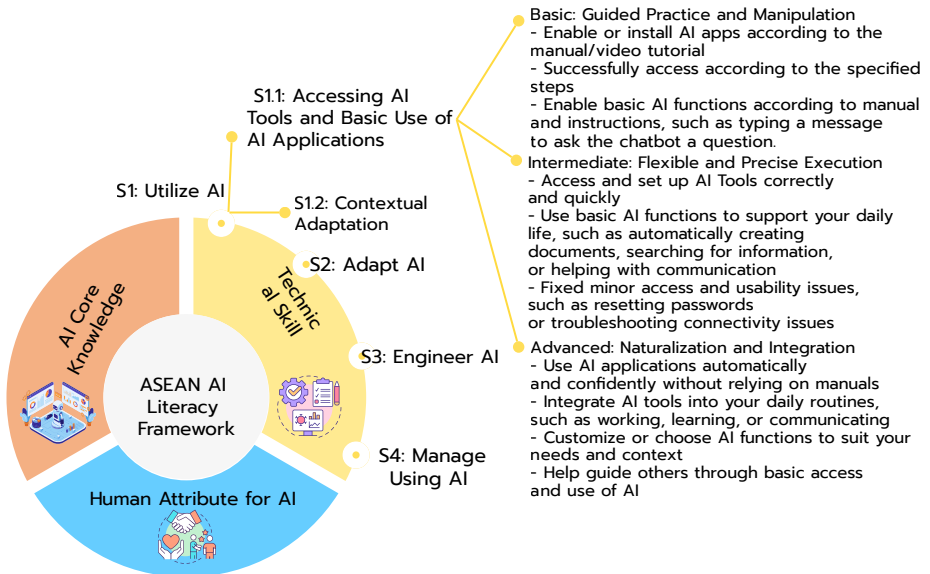 Basic: Guided Practice and Manipulation
- Enable or install AI apps according to the
manual/video tutorial
- Successfully access according to the specified
steps
- Enable basic AI functions according to manual
and instructions, such as typing a message
to ask the chatbot a question.
Intermediate: Flexible and Precise Execution
- Access and set up AI Tools correctly
and quickly
- Use basic AI functions to support your daily
life, such as automatically creating
documents, searching for information,
or helping with communication
- Fixed minor access and usability issues,
such as resetting passwords
or troubleshooting connectivity issues
Advanced: Naturalization and Integration
- Use AI applications automatically
and confidently without relying on manuals
- Integrate AI tools into your daily routines,
such as working, learning, or communicating
- Customize or choose AI functions to suit your
needs and context
- Help guide others through basic access
and use of AI
S1.1: Accessing AI
Tools and Basic Use of
AI Applications
S1: Utilize AI
S1.2: Contextual
Adaptation
S2: Adapt AI
S3: Engineer AI
S4: Manage
Using AI
AI Core
Knowledge
Technic
al Skill
ASEAN AI
Literacy
Framework
Human Attribute for AI